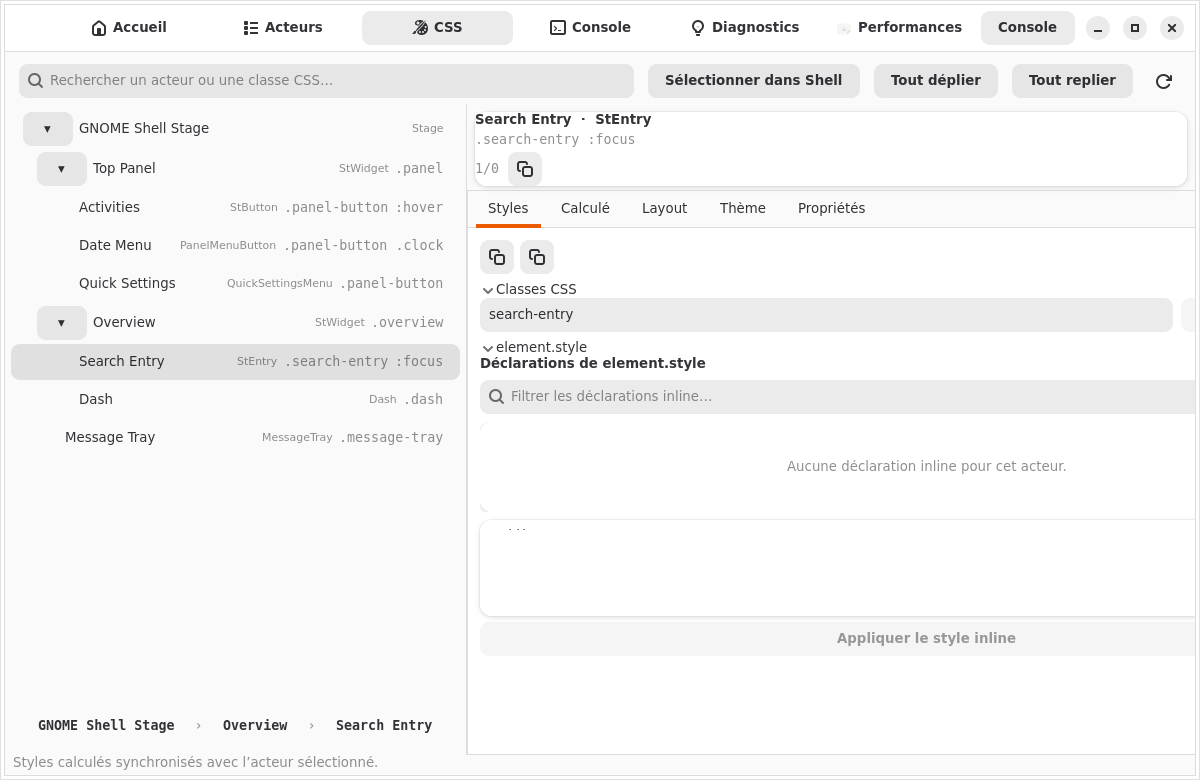 Accueil Acteurs CSS Console Diagnostics Performances Console
Rechercher un acteur ou une classe CSS... Sélectionner dans Shell Tout déplier Tout replier
GNOME Shell Stage Stage
Top Panel StWidget .panel
Activities StButton .panel-button :hover
Date Menu PanelMenuButton .panel-button .clock
Quick Settings QuickSettingsMenu .panel-button
Overview StWidget .overview
Search Entry StEntry .search-entry :focus
Dash Dash .dash
Message Tray MessageTray .message-tray
GNOME Shell Stage › Overview › Search Entry
Search Entry · StEntry
.search-entry :focus
1/0
Styles Calculé Layout Thème Propriétés
Classes CSS
search-entry
element.style
Déclarations de element.style
Filtrer les déclarations inline...
Aucune déclaration inline pour cet acteur.
Appliquer le style inline
Styles calculés synchronisés avec l’acteur sélectionné.